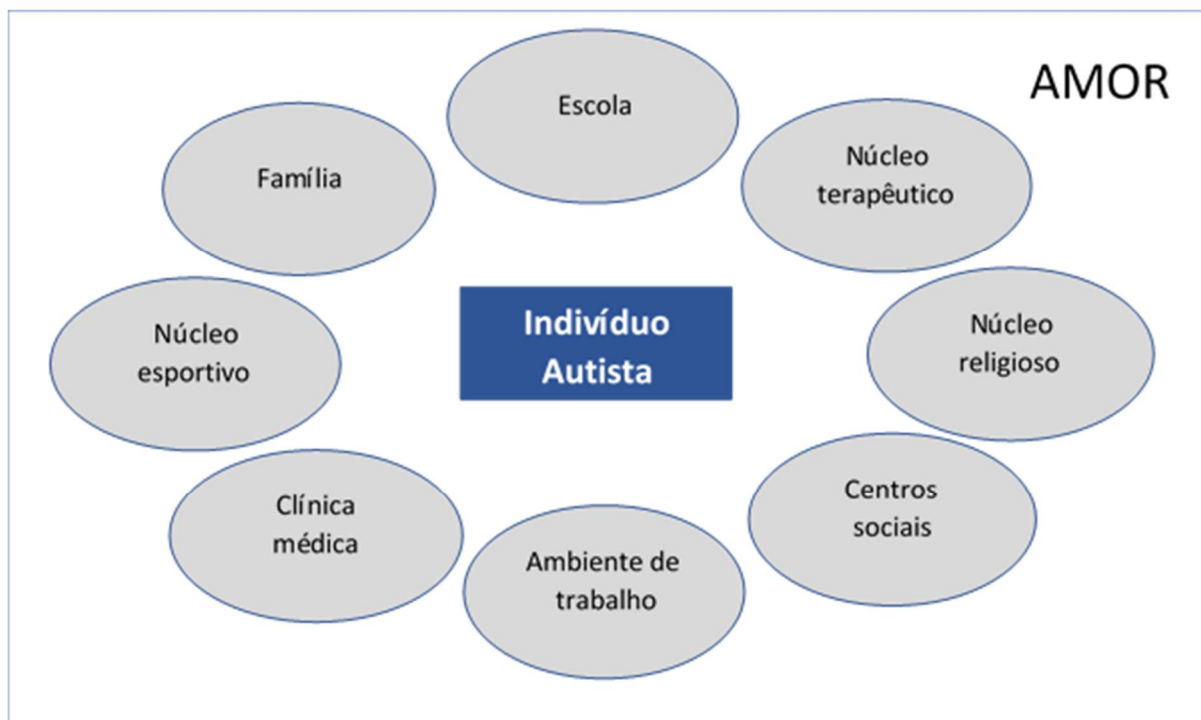 AMOR
Escola
Núcleo
terapêutico
Família
Núcleo
religioso
Núcleo
esportivo
Indivíduo
Autista
Centros
sociais
Clínica
médica
Ambiente de
trabalho